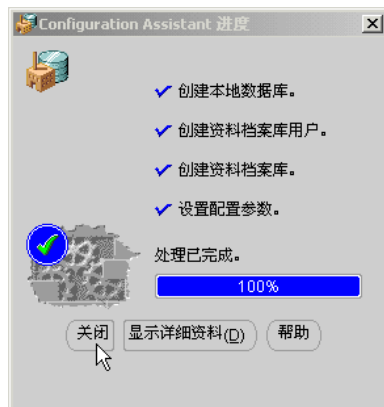 Configuration Assistant 进度
创建本地数据库。
创建资料档案库用户。
创建资料档案库。
设置配置参数。
处理已完成。
100%
关闭 显示详细资料(D) 帮助